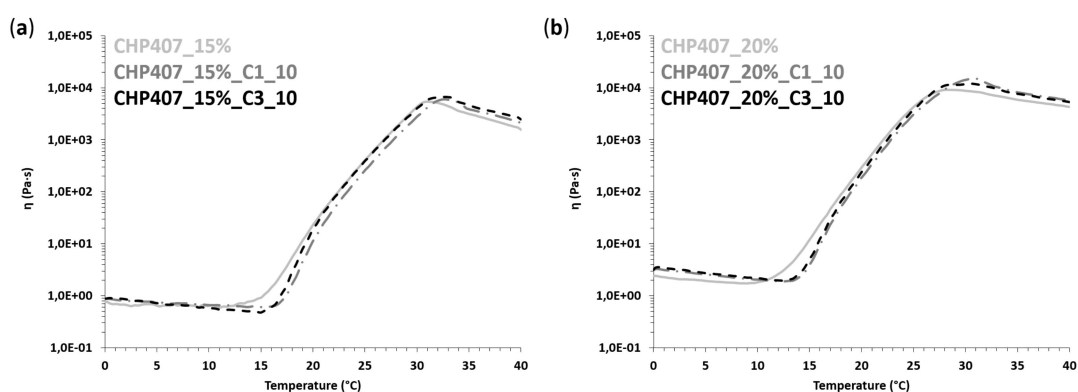 (a)
CHP407_15%
CHP407_15%_C1_10
CHP407_15%_C3_10
η (Pa·s)
1,0E+05
1,0E+04
1,0E+03
1,0E+02
1,0E+01
1,0E+00
1,0E-01
0 5 10 15 20 25 30 35 40
Temperature (°C)
(b)
CHP407_20%
CHP407_20%_C1_10
CHP407_20%_C3_10
η (Pa·s)
1,0E+05
1,0E+04
1,0E+03
1,0E+02
1,0E+01
1,0E+00
1,0E-01
0 5 10 15 20 25 30 35 40
Temperature (°C)